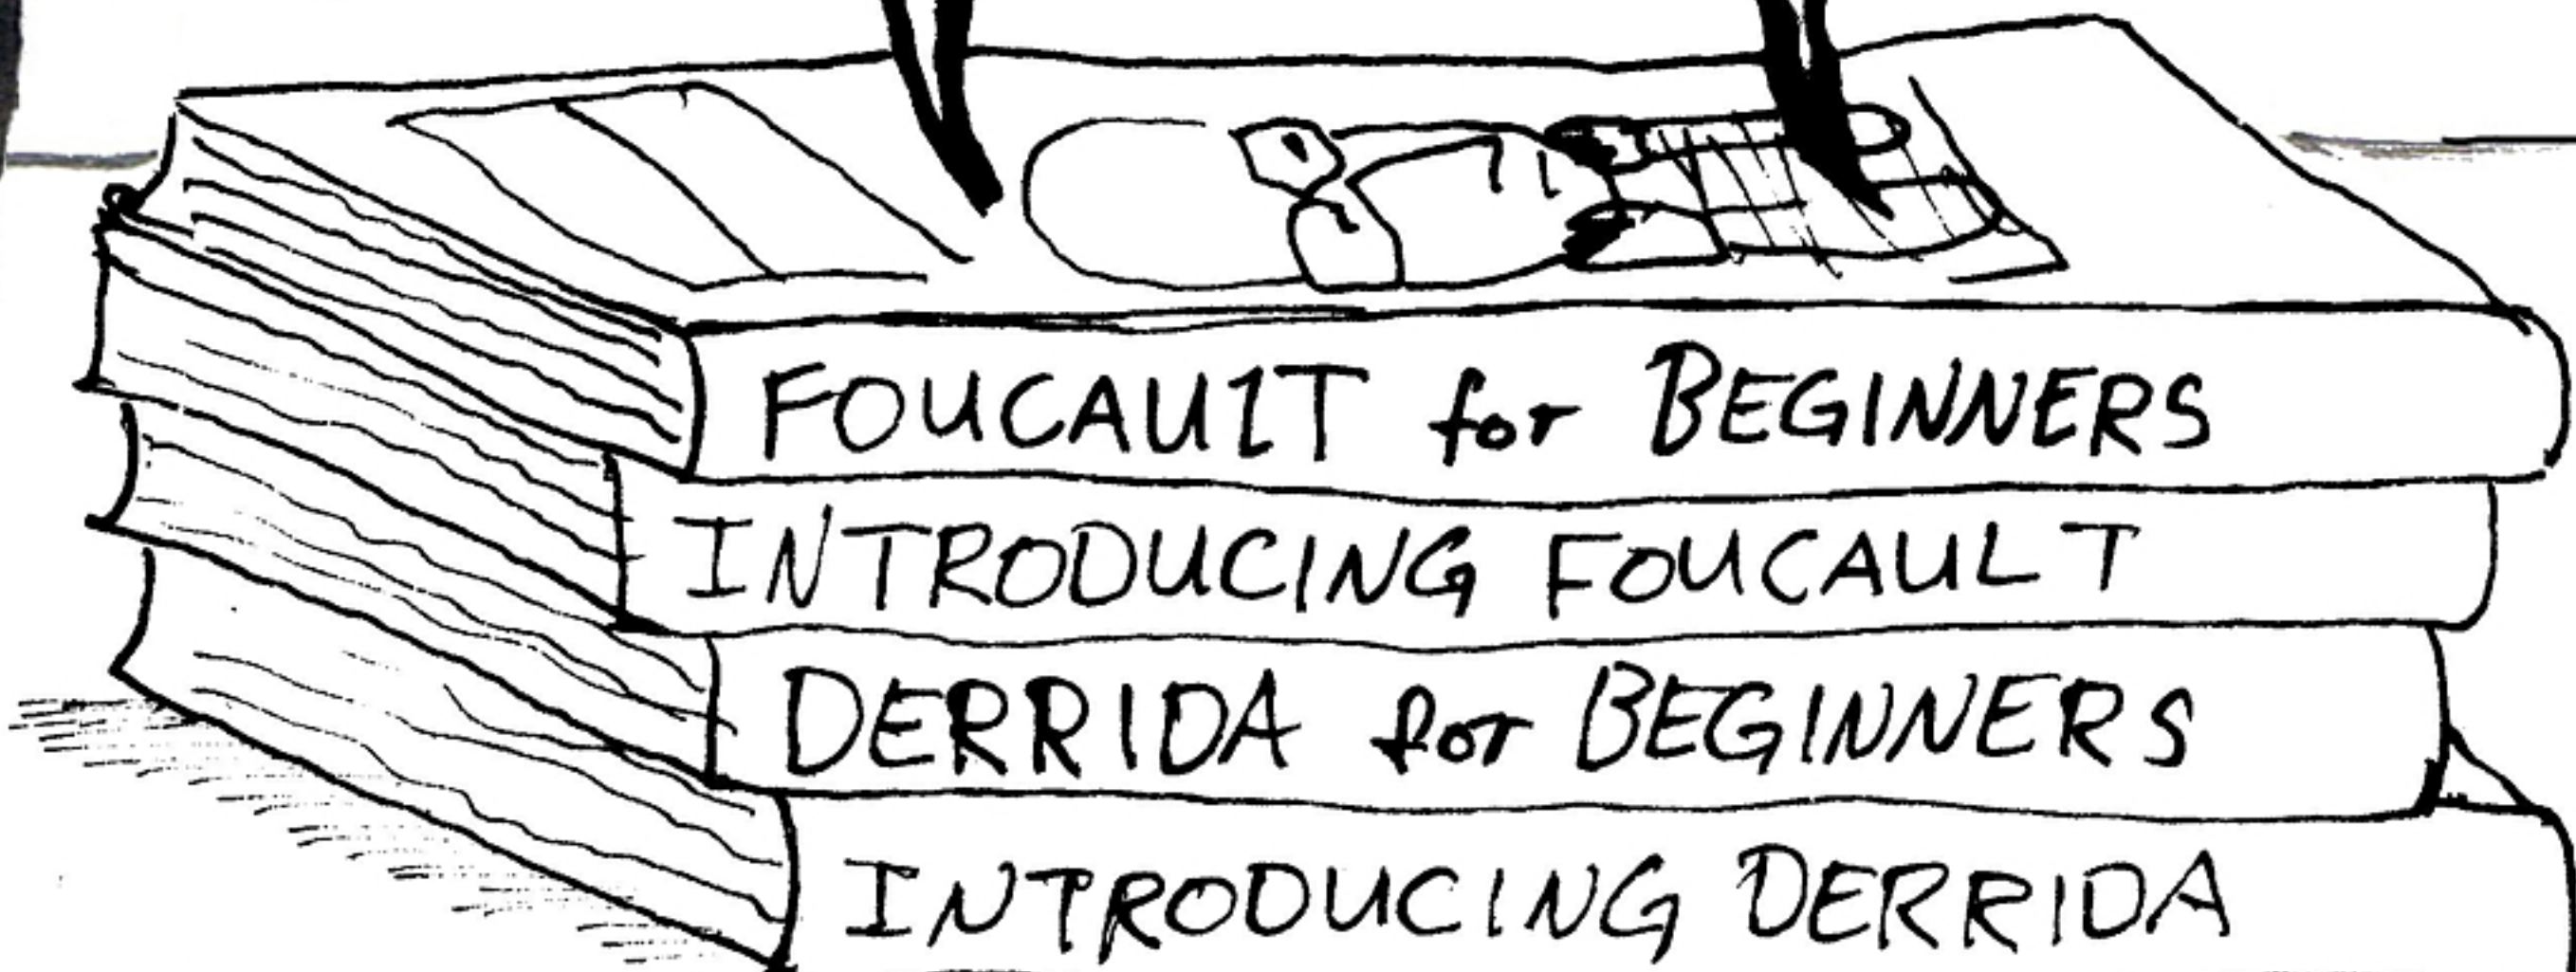 FOUCAULT for BEGINNERS
INTRODUCING FOUCAULT
DERRIDA for BEGINNERS
INTRODUCING DERRIDA